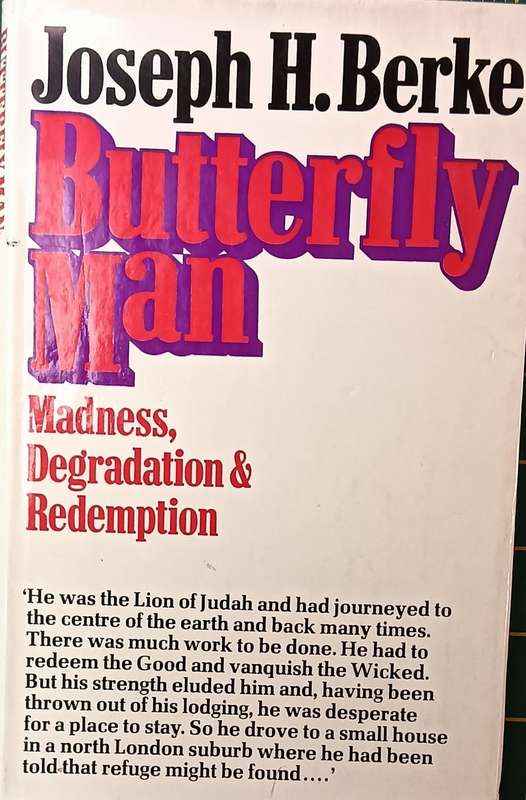 Joseph H. Berke
Butterfly
Man
Madness,
Degradation &
Redemption
'He was the Lion of Judah and had journeyed to
the centre of the earth and back many times.
There was much work to be done. He had to
redeem the Good and vanquish the Wicked.
But his strength eluded him and, having been
thrown out of his lodging, he was desperate
for a place to stay. So he drove to a small house
in a north London suburb where he had been
told that refuge might be found....'
BUTTERFLY MAN